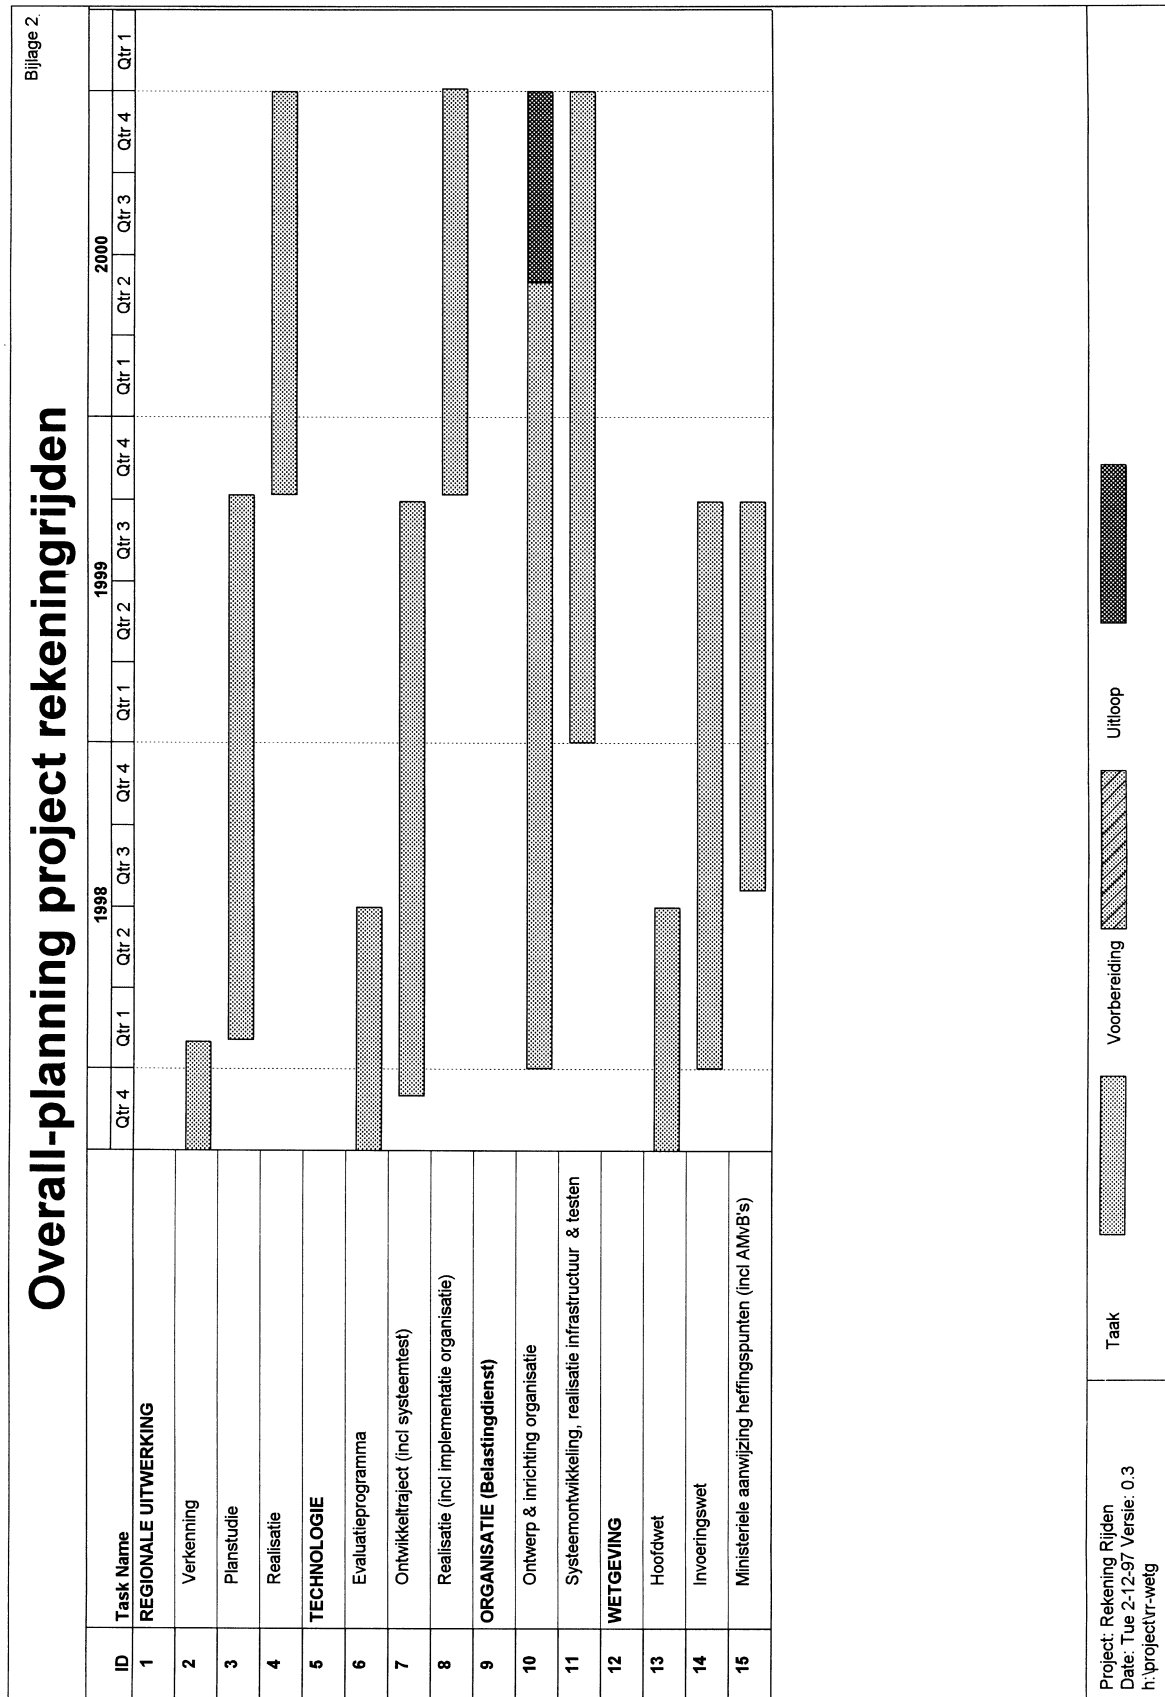 Bijlage 2.
Overall-planning project rekeningrijden
1998 1999 2000
ID Task Name Qtr 4 Qtr 1 Qtr 2 Qtr 3 Qtr 4 Qtr 1 Qtr 2 Qtr 3 Qtr 4 Qtr 1 Qtr 2 Qtr 3 Qtr 4 Qtr 1
1 REGIONALE UITWERKING
2 Verkenning
3 Planstudie
4 Realisatie
5 TECHNOLOGIE
6 Evaluatieprogramma
7 Ontwikkeltraject (incl systeemtest)
8 Realisatie (incl implementatie organisatie)
9 ORGANISATIE (Belastingdienst)
10 Ontwerp & inrichting organisatie
11 Systeemontwikkeling, realisatie infrastructuur & testen
12 WETGEVING
13 Hoofdwet
14 Invoeringswet
15 Ministeriele aanwijzing heffingspunten (incl AMvB's)
Project: Rekening Rijden
Date: Tue 2-12-97 Versie: 0.3
h:\project\rr-wetg
Taak Voorbereiding Uitloop